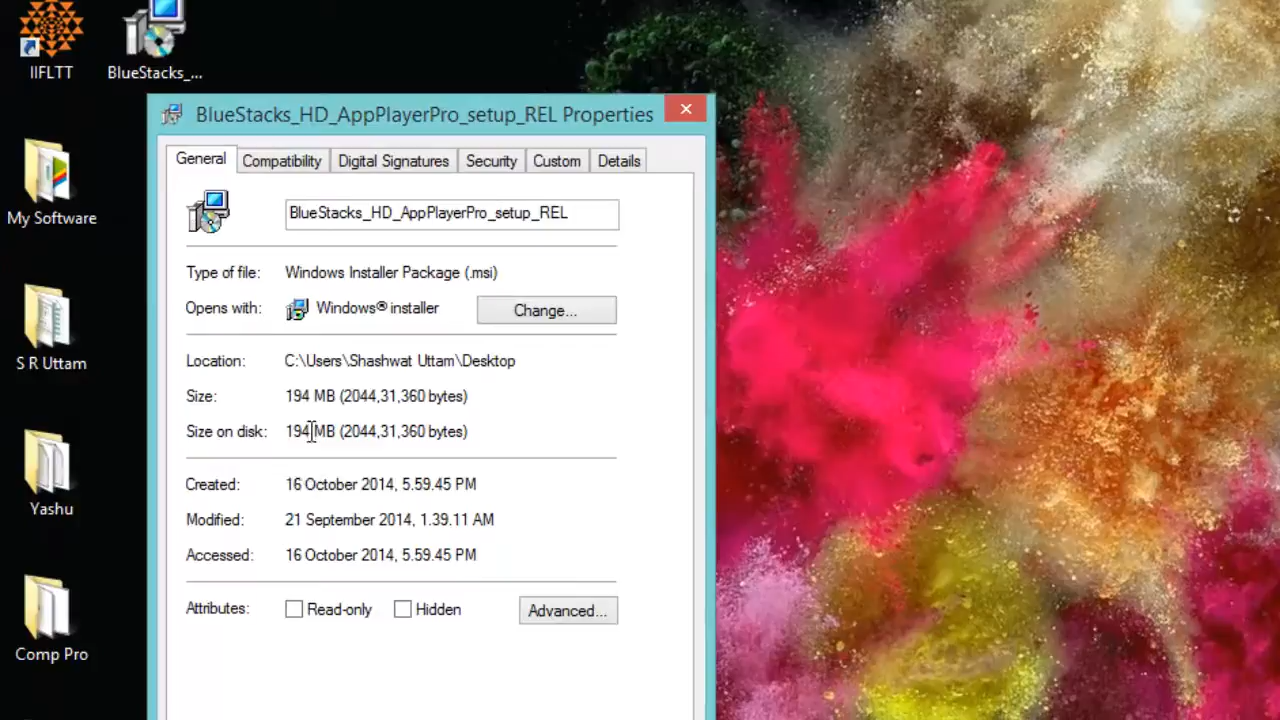 IIFLTT
BlueStacks_...
My Software
S R Uttam
Yashu
Comp Pro
BlueStacks_HD_AppPlayerPro_setup_REL Properties
General Compatibility Digital Signatures Security Custom Details
BlueStacks_HD_AppPlayerPro_setup_REL
Type of file: Windows Installer Package (.msi)
Opens with: Windows® installer Change...
Location: C:\Users\Shashwat Uttam\Desktop
Size: 194 MB (2044,31,360 bytes)
Size on disk: 194 MB (2044,31,360 bytes)
Created: 16 October 2014, 5.59.45 PM
Modified: 21 September 2014, 1.39.11 AM
Accessed: 16 October 2014, 5.59.45 PM
Attributes: Read-only Hidden Advanced...